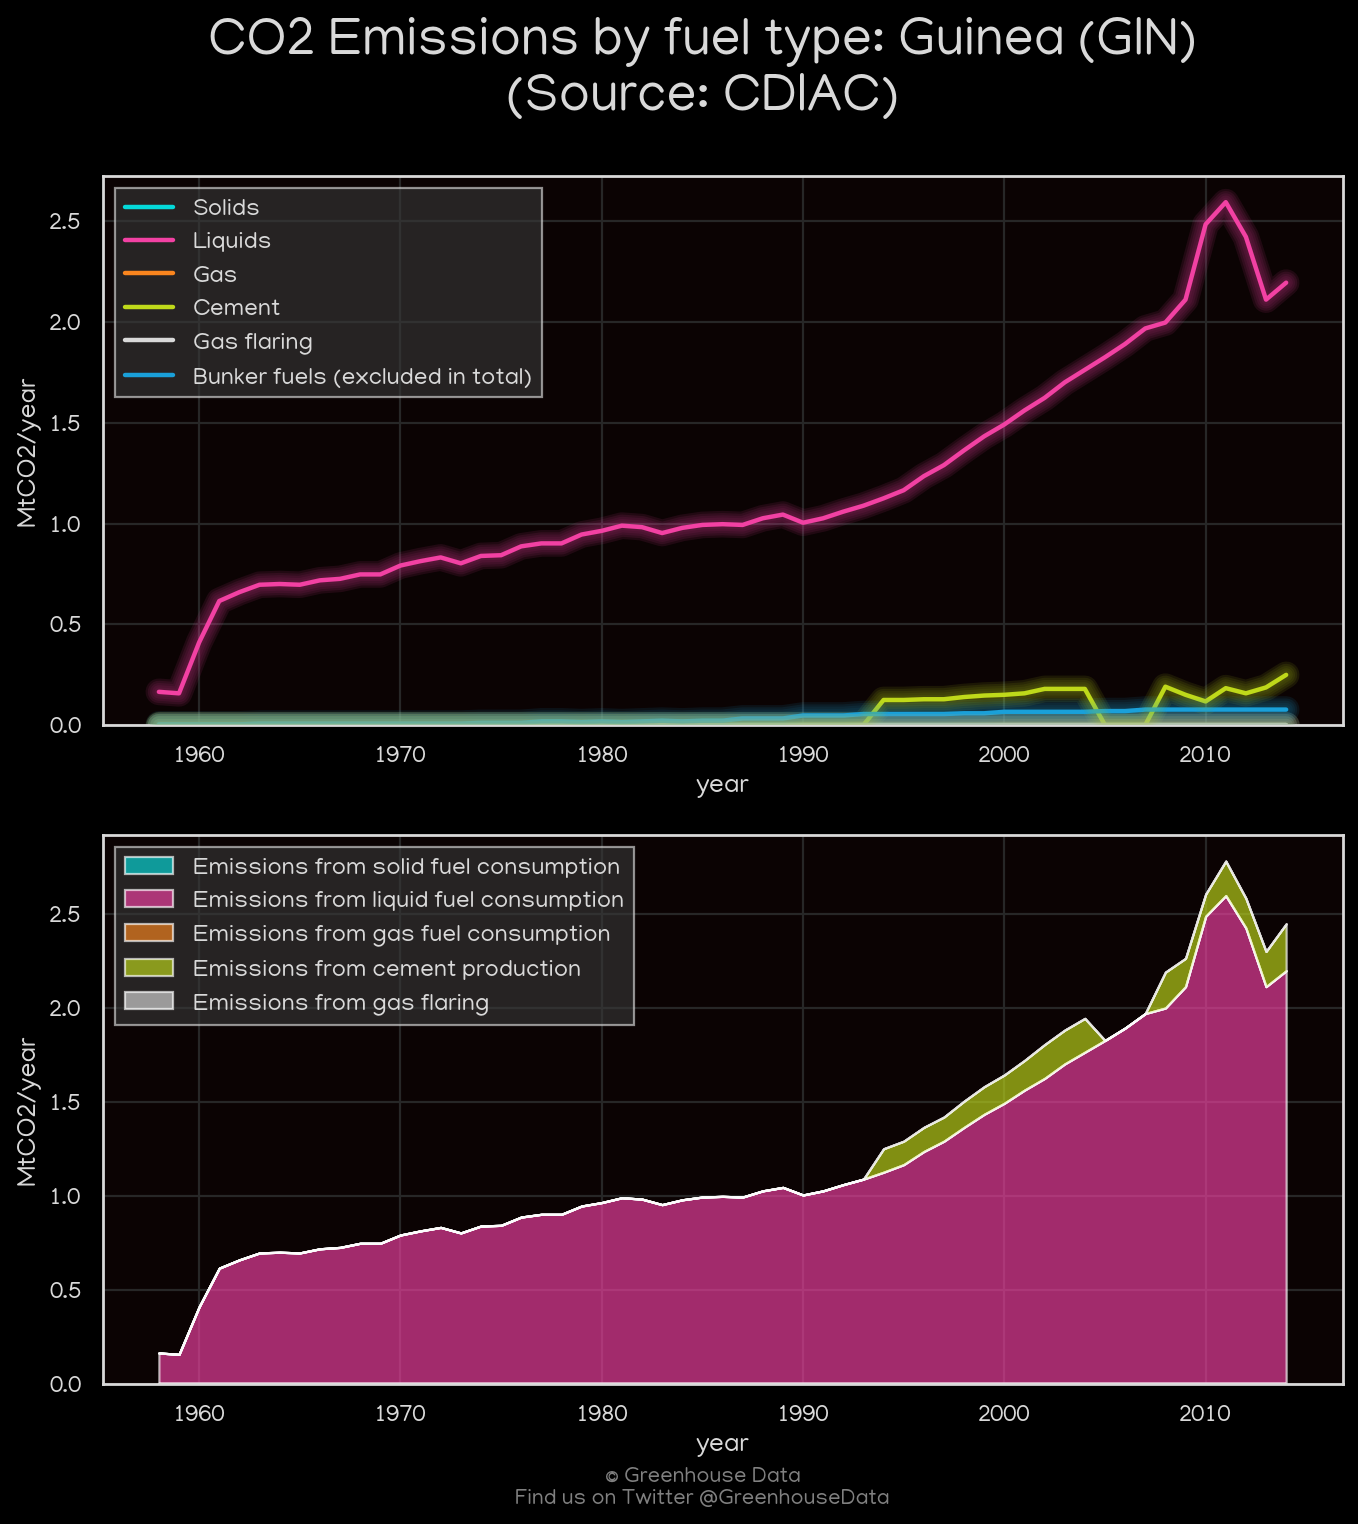 CO2 Emissions by fuel type: Guinea (GIN)
(Source: CDIAC)
Solids
Liquids
Gas
Cement
Gas flaring
Bunker fuels (excluded in total)
MtCO2/year
2.5
2.0
1.5
1.0
0.5
0.0
1960 1970 1980 1990 2000 2010
year
Emissions from solid fuel consumption
Emissions from liquid fuel consumption
Emissions from gas fuel consumption
Emissions from cement production
Emissions from gas flaring
MtCO2/year
2.5
2.0
1.5
1.0
0.5
0.0
1960 1970 1980 1990 2000 2010
year
© Greenhouse Data
Find us on Twitter @GreenhouseData